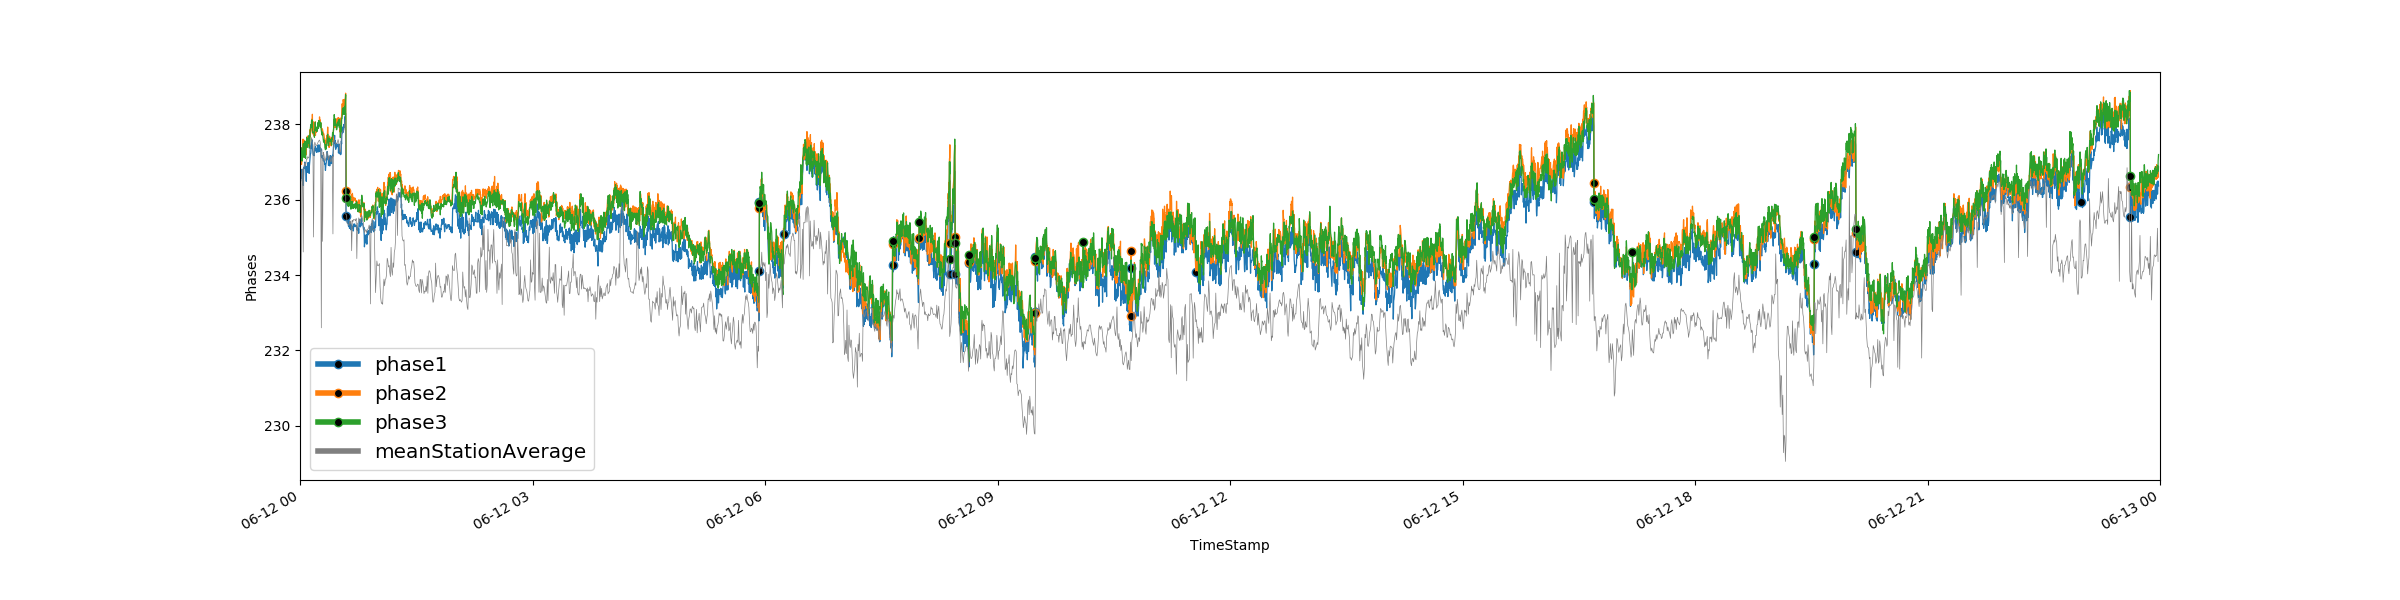 Phases
238
236
234
232
230
phase1
phase2
phase3
meanStationAverage
06-12 00
06-12 03
06-12 06
06-12 09
06-12 12
06-12 15
06-12 18
06-12 21
06-13 00
TimeStamp